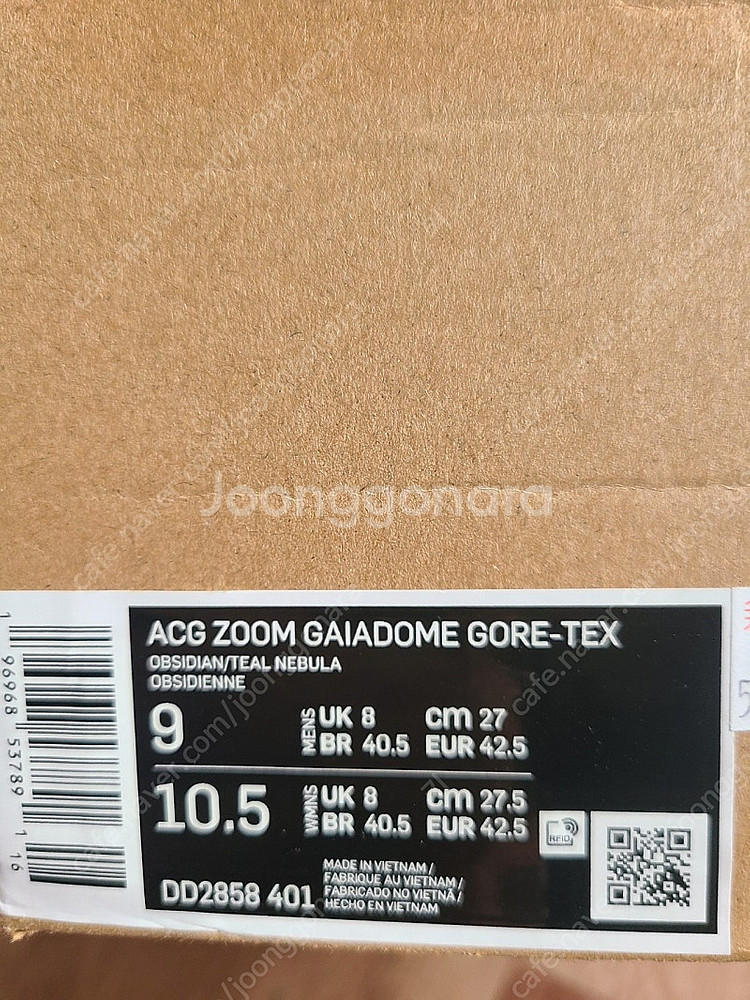 Joonggonara
ACG ZOOM GAIADOME GORE-TEX
OBSIDIAN/TEAL NEBULA
OBSIDIENNE
9
MENS
UK 8 cm 27
BR 40.5 EUR 42.5
10.5
WMNS
UK 8 cm 27.5
BR 40.5 EUR 42.5
RFID
DD2858 401
MADE IN VIETNAM /
FABRIQUE AU VIETNAM /
FABRICADO NO VIETNÃ /
HECHO EN VIETNAM
1 96968 53789 1 16